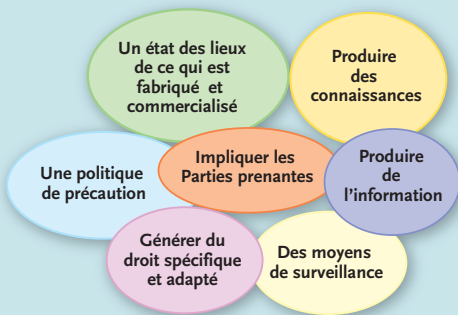 Un état des lieux
de ce qui est
fabriqué et
commercialisé
Produire
des
connaissances
Une politique
de précaution
Impliquer les
Parties prenantes
Produire
de
l'information
Générer du
droit spécifique
et adapté
Des moyens
de surveillance